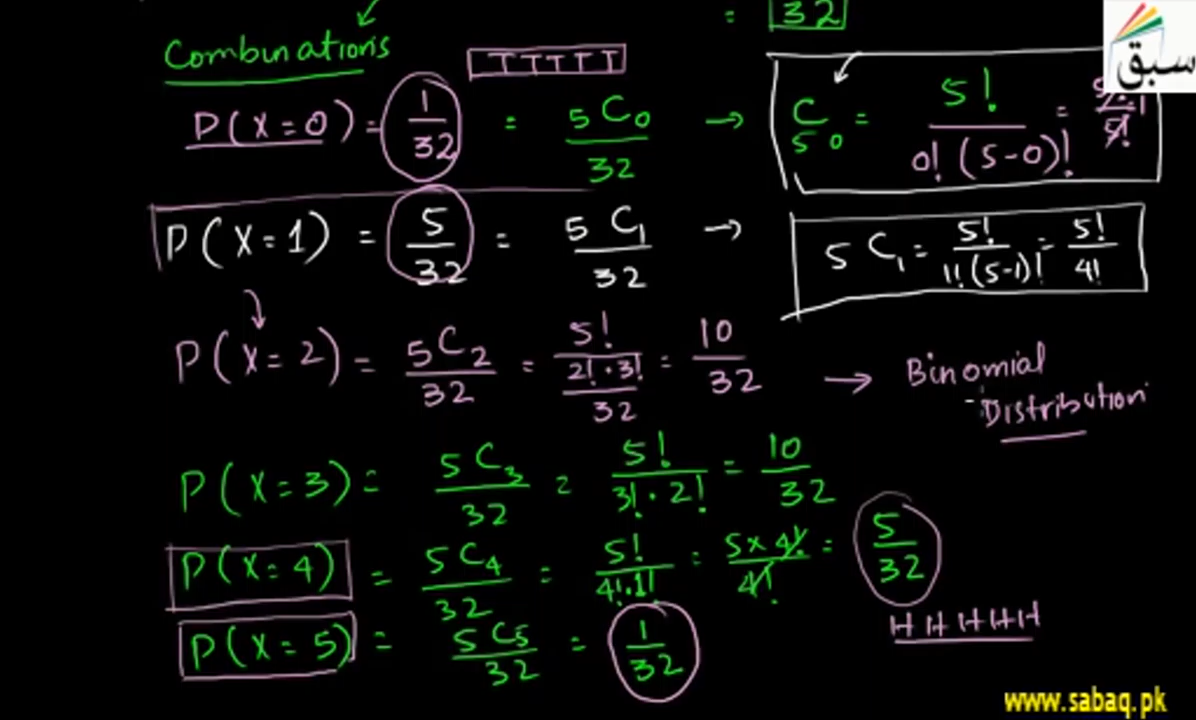 = 32
Combinations
TTTTT
سبق
P(X=0) = 1/32 = 5C0/32 → 5C0 = 5!/0!(5-0)! = 5!/5! 1
P(X=1) = 5/32 = 5C1/32 → 5C1 = 5!/1!(5-1)! = 5!/4!
P(X=2) = 5C2/32 = 5!/2!·3!/32 = 10/32 → Binomial
Distribution
P(X=3) = 5C3/32 = 5!/3!·2! = 10/32
P(X=4) = 5C4/32 = 5!/4!·1! = 5x4!/4! = 5/32
HHHHH
P(X=5) = 5C5/32 = 1/32
www.sabaq.pk